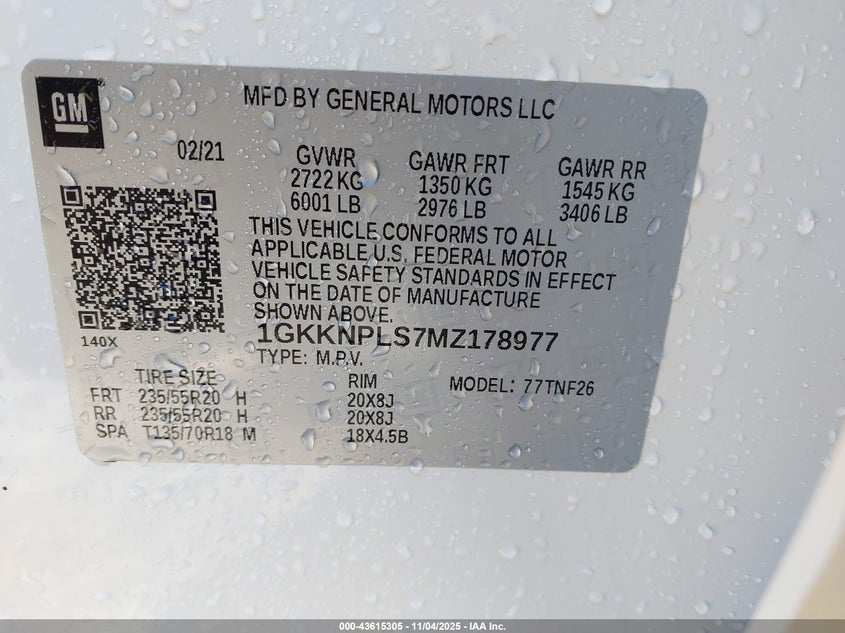 GM
MFD BY GENERAL MOTORS LLC
02/21 GVWR GAWR FRT GAWR RR
2722 KG 1350 KG 1545 KG
6001 LB 2976 LB 3406 LB
THIS VEHICLE CONFORMS TO ALL
APPLICABLE U.S. FEDERAL MOTOR
VEHICLE SAFETY STANDARDS IN EFFECT
ON THE DATE OF MANUFACTURE
SHOWN ABOVE.
1GKKNPLS7MZ178977
140X
TYPE: M.P.V.
TIRE SIZE RIM MODEL: 77TNF26
FRT 235/55R20 H 20X8J
RR 235/55R20 H 20X8J
SPA T135/70R18 M 18X4.5B
000-43615305 - 11/04/2025 - IAA Inc.